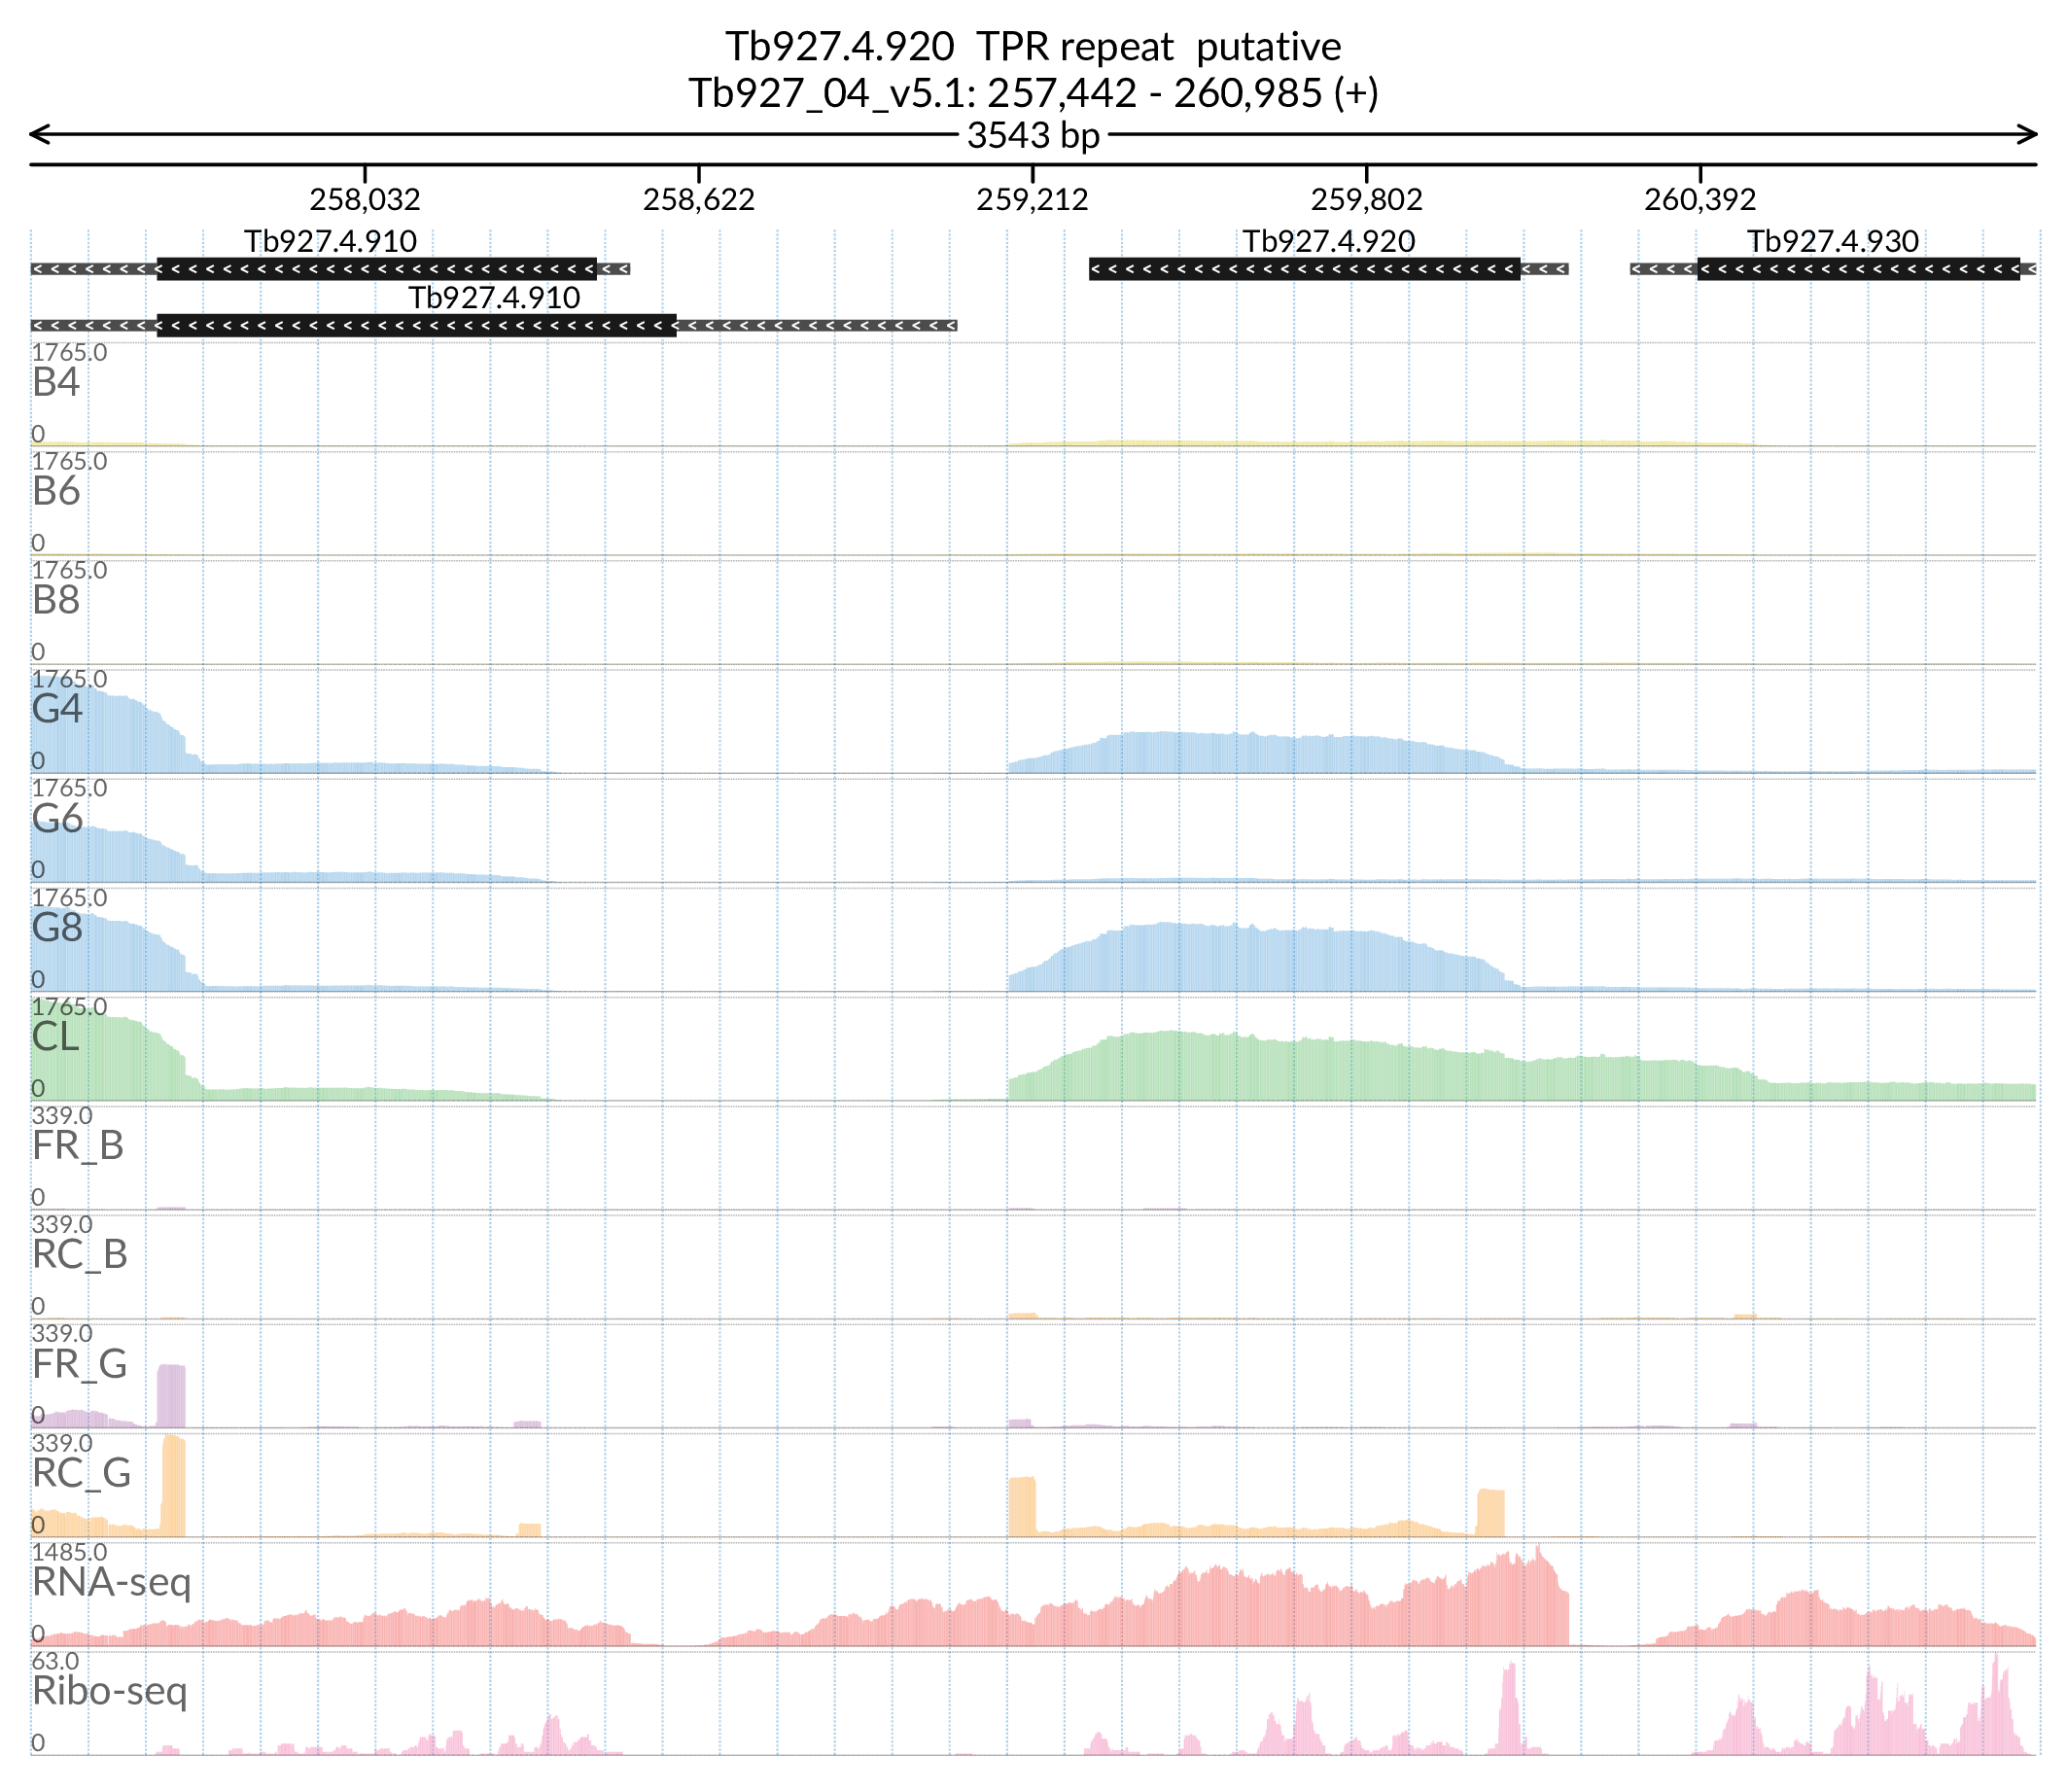 Tb927.4.920  TPR repeat  putative
Tb927_04_v5.1: 257,442 - 260,985 (+)
3543 bp
258,032 258,622 259,212 259,802 260,392
Tb927.4.910 Tb927.4.920 Tb927.4.930
Tb927.4.910
1765.0
B4
0
1765.0
B6
0
1765.0
B8
0
1765.0
G4
0
1765.0
G6
0
1765.0
G8
0
1765.0
CL
0
339.0
FR_B
0
339.0
RC_B
0
339.0
FR_G
0
339.0
RC_G
0
1485.0
RNA-seq
0
63.0
Ribo-seq
0